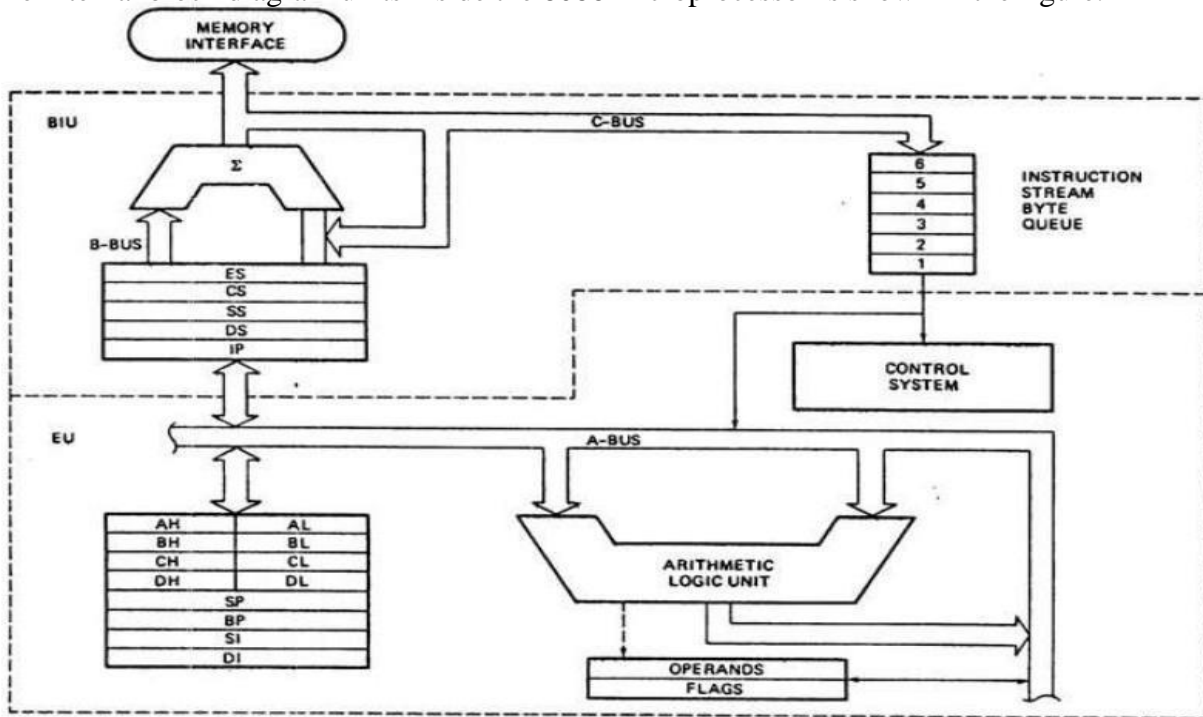 MEMORY
INTERFACE
BIU
C-BUS
Σ
6
5
4
3
2
1
INSTRUCTION
STREAM
BYTE
QUEUE
B-BUS
ES
CS
SS
DS
IP
CONTROL
SYSTEM
EU
A-BUS
AH AL
BH BL
CH CL
DH DL
SP
BP
SI
DI
ARITHMETIC
LOGIC UNIT
OPERANDS
FLAGS